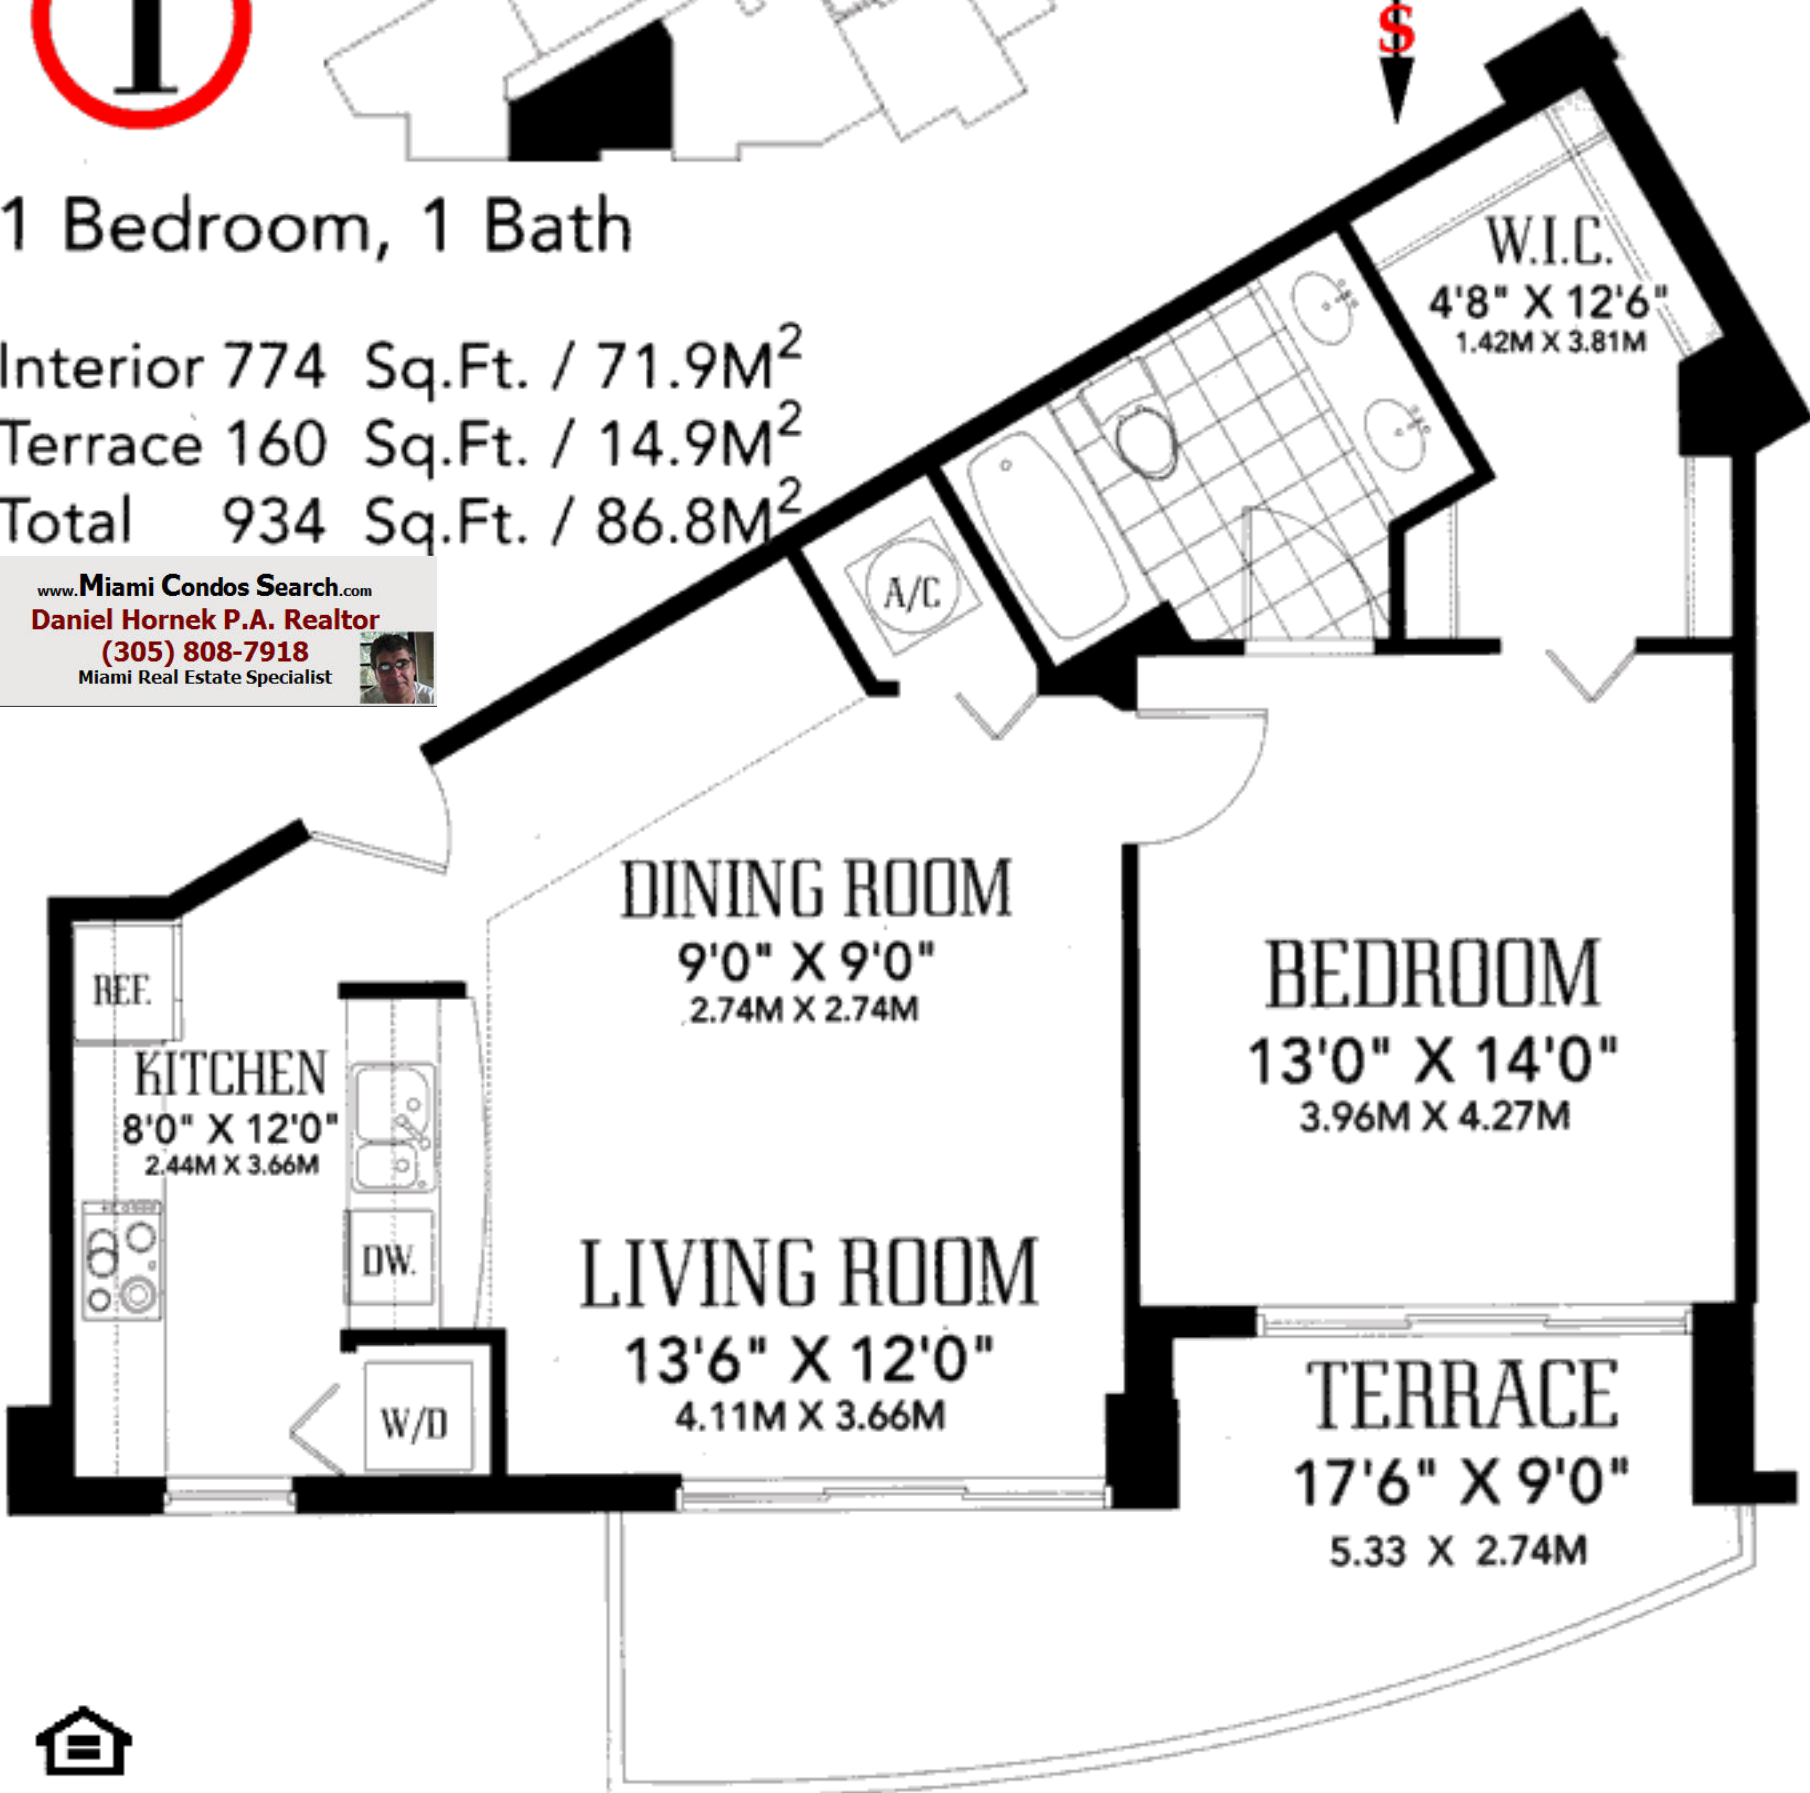 1
S
1 Bedroom, 1 Bath
Interior 774 Sq.Ft. / 71.9M²
Terrace 160 Sq.Ft. / 14.9M²
Total 934 Sq.Ft. / 86.8M²
www.Miami Condos Search.com
Daniel Hornek P.A. Realtor
(305) 808-7918
Miami Real Estate Specialist
W.I.C.
4'8" X 12'6"
1.42M X 3.81M
A/C
DINING ROOM
9'0" X 9'0"
2.74M X 2.74M
BEDROOM
13'0" X 14'0"
3.96M X 4.27M
REF.
KITCHEN
8'0" X 12'0"
2.44M X 3.66M
DW.
LIVING ROOM
13'6" X 12'0"
4.11M X 3.66M
W/D
TERRACE
17'6" X 9'0"
5.33 X 2.74M